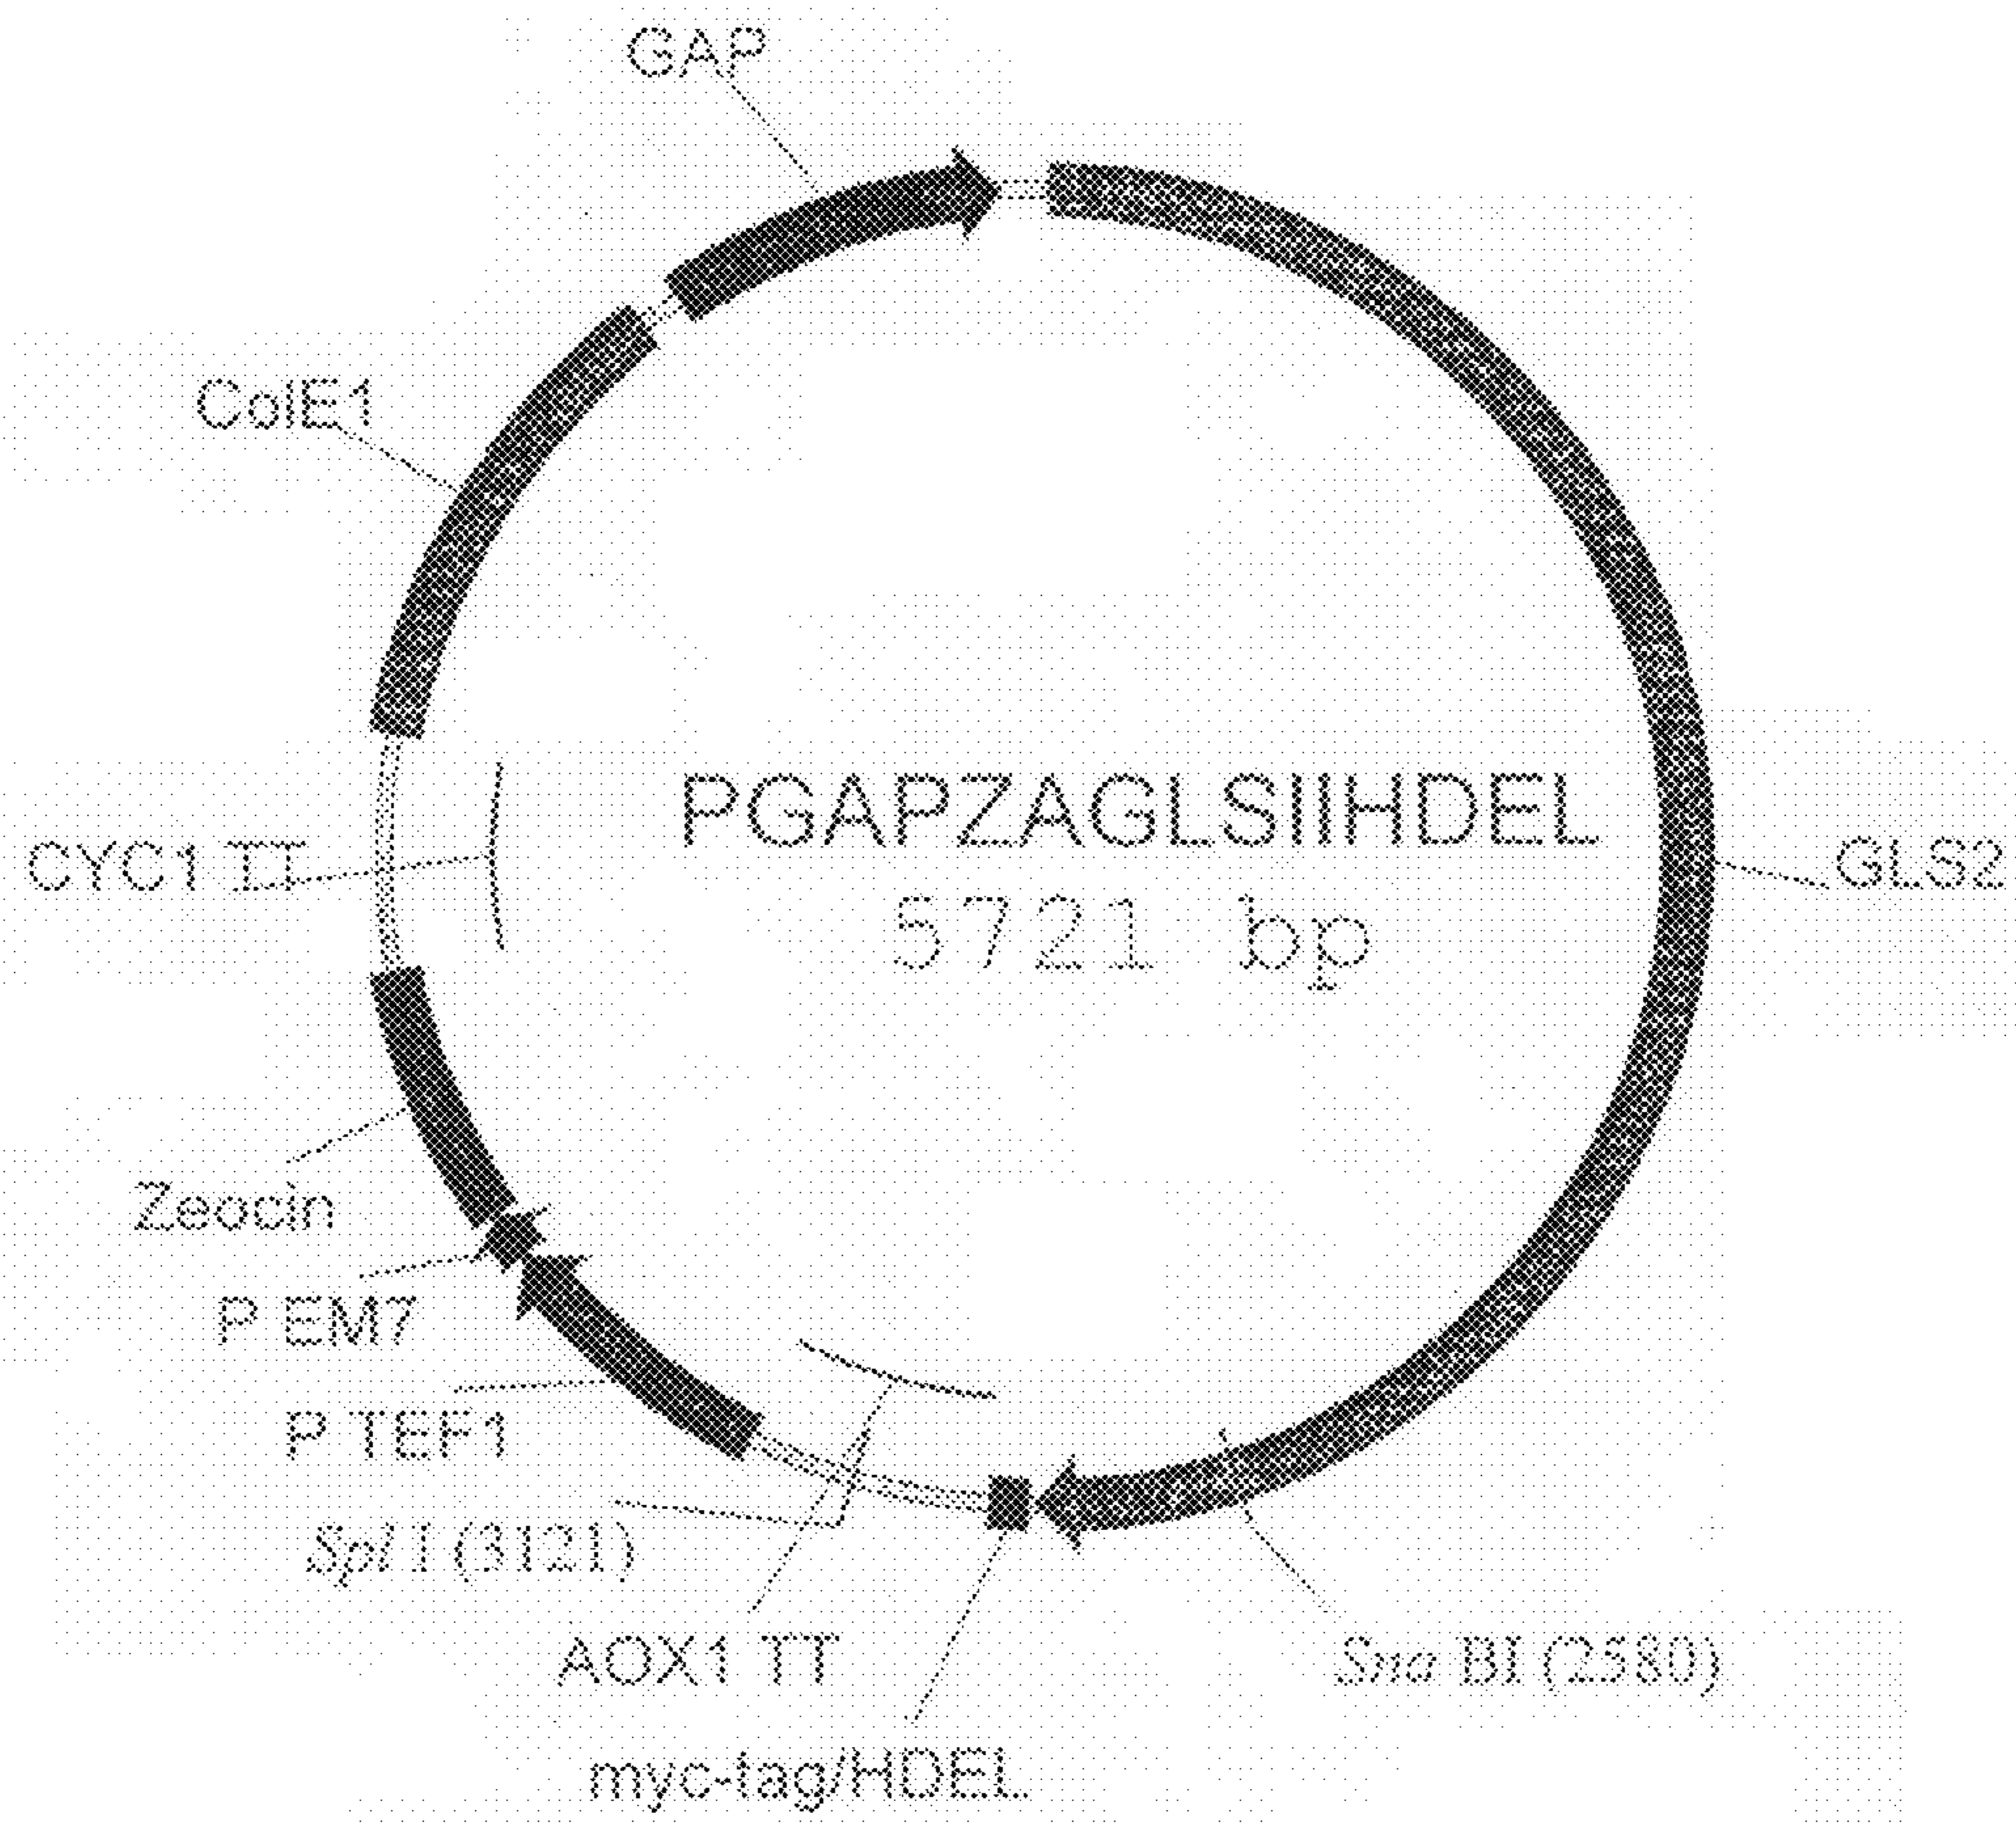 GAP
ColE1
PGAPZAGLSIIHDEL
5721 bp
CYC1 TT
GLS2
Zeocin
P EM7
P TEF1
Spl I (3121)
AOX1 TT
Sna BI (2580)
myc-tag/HDEL